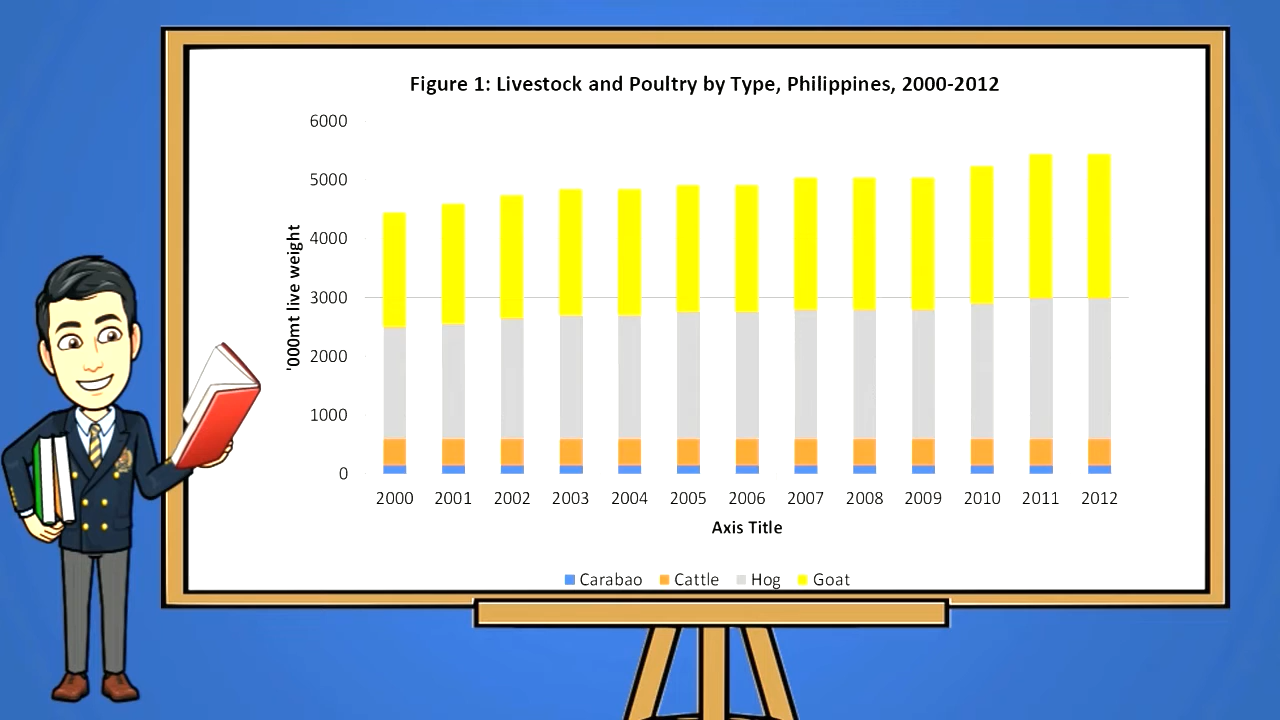 Figure 1: Livestock and Poultry by Type, Philippines, 2000-2012
'000mt live weight
6000
5000
4000
3000
2000
1000
0
2000 2001 2002 2003 2004 2005 2006 2007 2008 2009 2010 2011 2012
Axis Title
Carabao Cattle Hog Goat